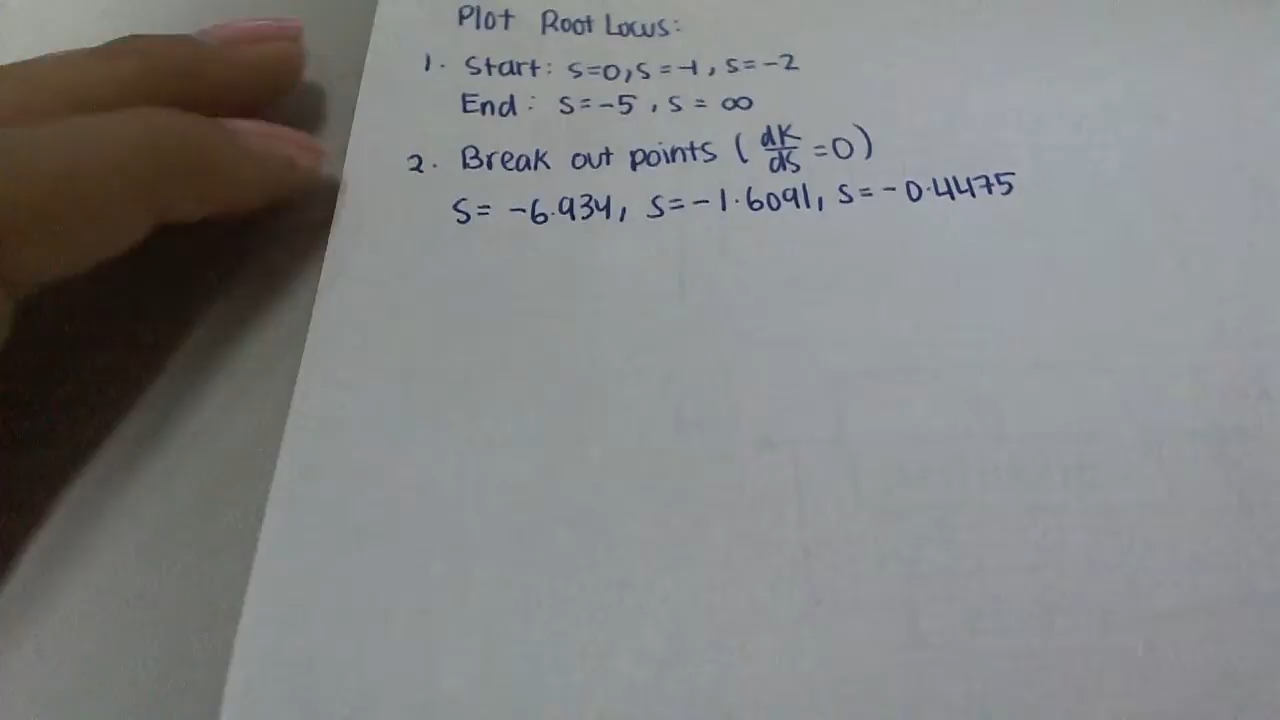 Plot Root Locus:
1. Start: s=0, s=-1, s=-2
End: s=-5, s=∞
2. Break out points (dK/ds=0)
s= -6.934, s=-1.6091, s=-0.4475